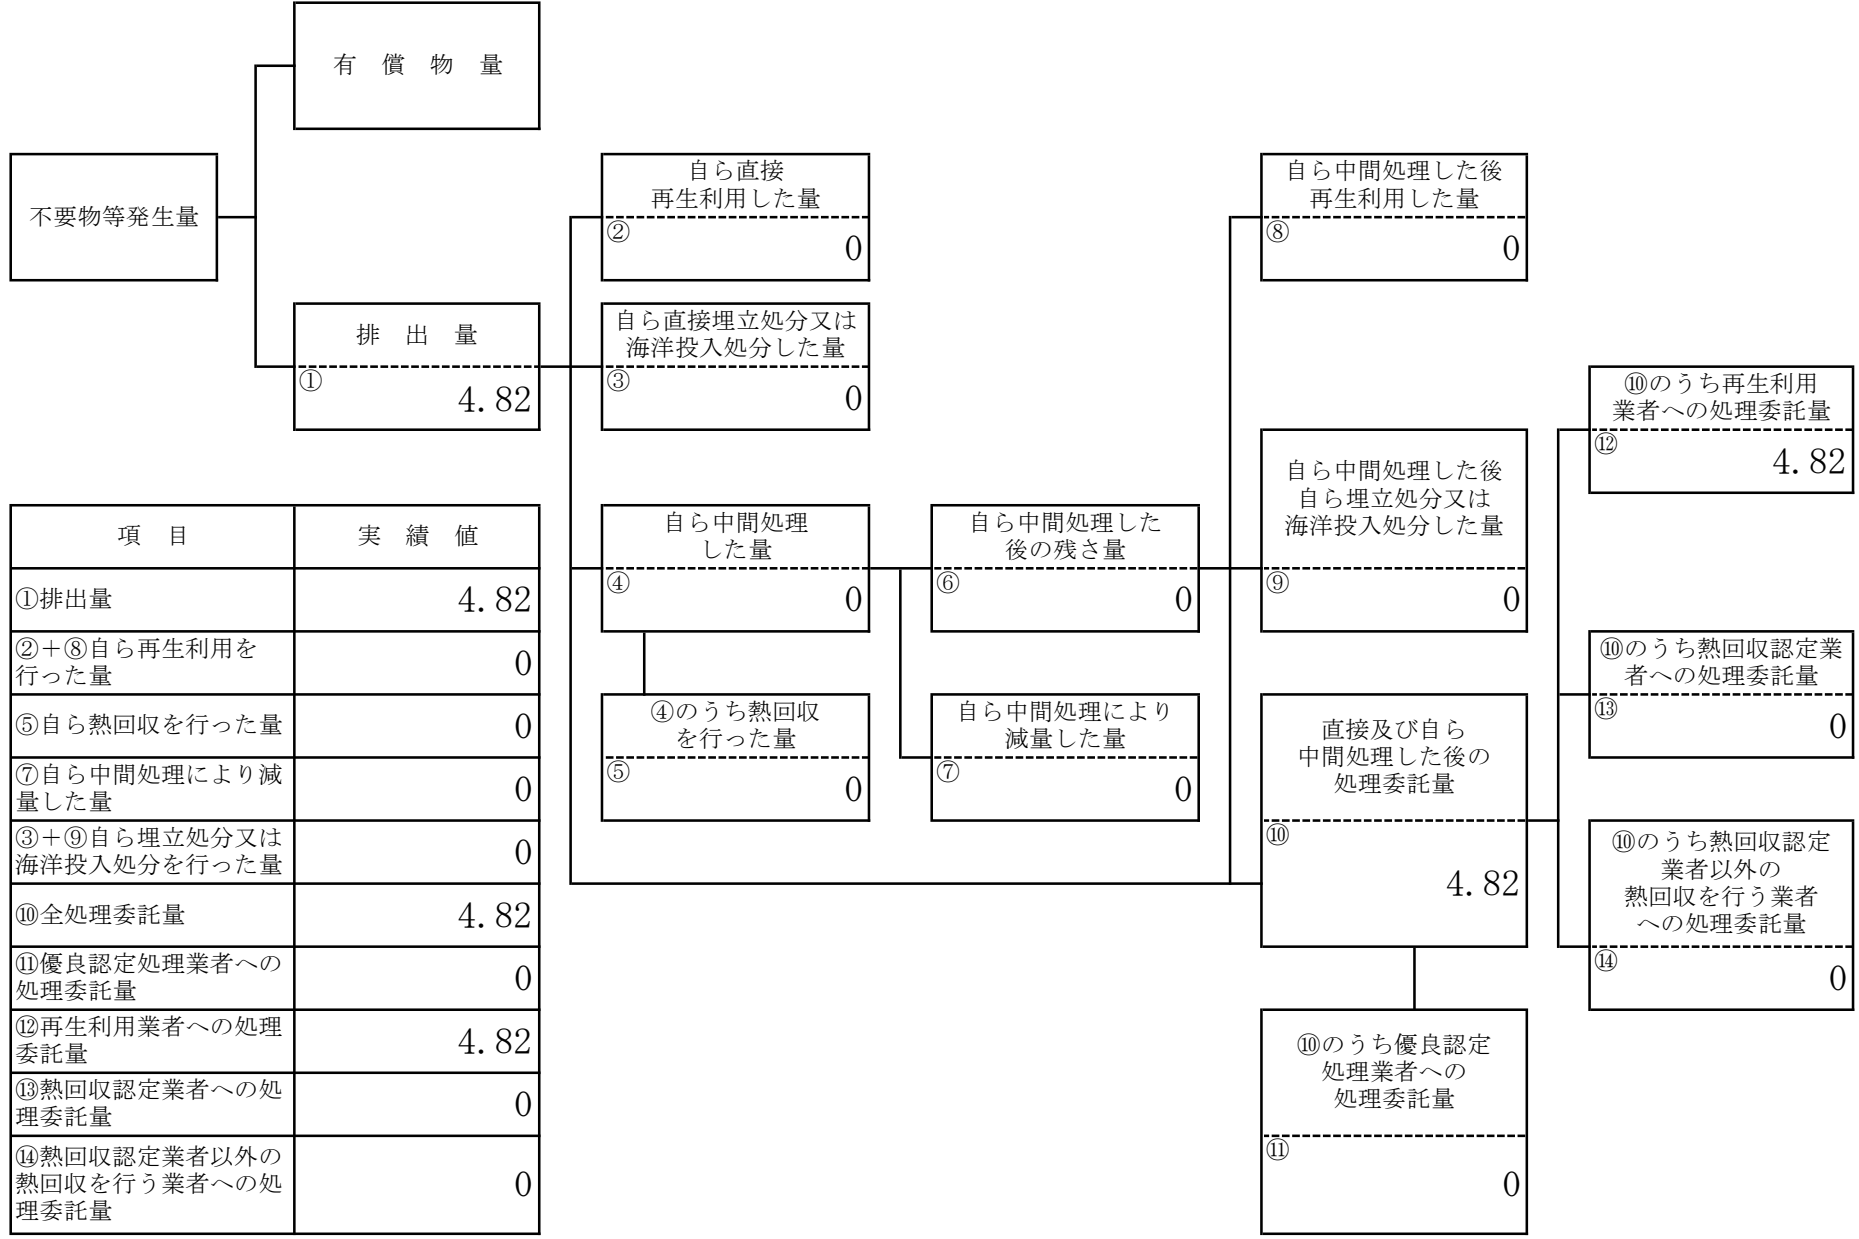 有　償　物　量
不要物等発生量
排　出　量
①
4.82
自ら直接
再生利用した量
②
0
自ら直接埋立処分又は
海洋投入処分した量
③
0
自ら中間処理
した量
④
0
④のうち熱回収
を行った量
⑤
0
自ら中間処理した
後の残さ量
⑥
0
自ら中間処理により
減量した量
⑦
0
自ら中間処理した後
再生利用した量
⑧
0
自ら中間処理した後
自ら埋立処分又は
海洋投入処分した量
⑨
0
直接及び自ら
中間処理した後の
処理委託量
⑩
4.82
⑩のうち優良認定
処理業者への
処理委託量
⑪
0
⑩のうち再生利用
業者への処理委託量
⑫
4.82
⑩のうち熱回収認定業
者への処理委託量
⑬
0
⑩のうち熱回収認定
業者以外の
熱回収を行う業者
への処理委託量
⑭
0
項　目　実　績　値
①排出量　4.82
②＋⑧自ら再生利用を
行った量
0
⑤自ら熱回収を行った量　0
⑦自ら中間処理により減
量した量
0
③＋⑨自ら埋立処分又は
海洋投入処分を行った量
0
⑩全処理委託量　4.82
⑪優良認定処理業者への
処理委託量
0
⑫再生利用業者への処理
委託量
4.82
⑬熱回収認定業者への処
理委託量
0
⑭熱回収認定業者以外の
熱回収を行う業者への処
理委託量
0